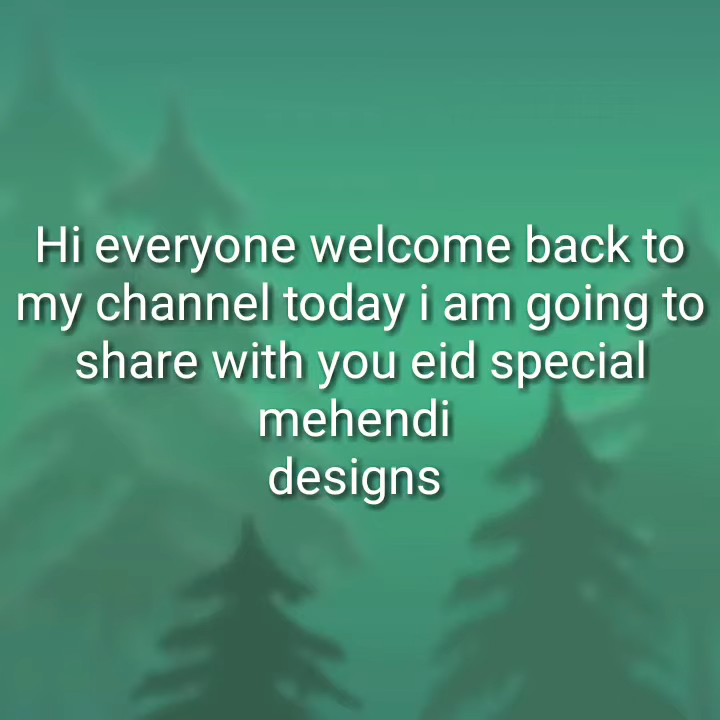 Hi everyone welcome back to
my channel today i am going to
share with you eid special
mehendi
designs